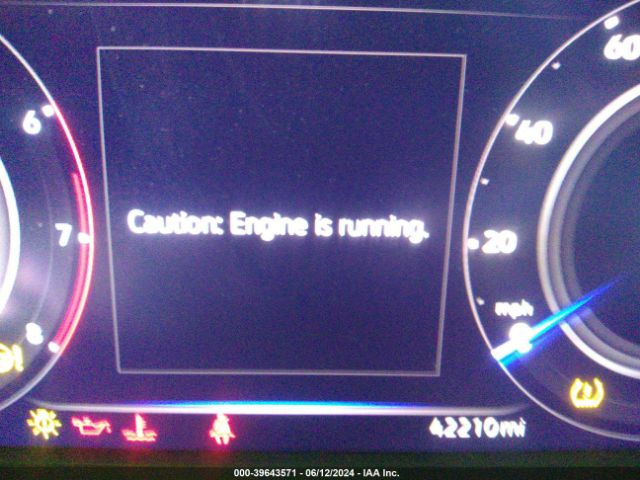 60
6
40
Caution: Engine is running.
7
20
mph
8
0
42210mi
000-39643571 - 06/12/2024 - IAA Inc.